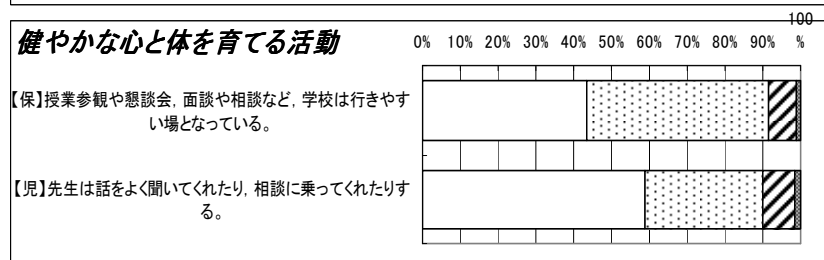 健やかな心と体を育てる活動
0% 10% 20% 30% 40% 50% 60% 70% 80% 90% 100%
【保】授業参観や懇談会，面談や相談など，学校は行きやす
い場となっている。
【児】先生は話をよく聞いてくれたり，相談に乗ってくれたりす
る。